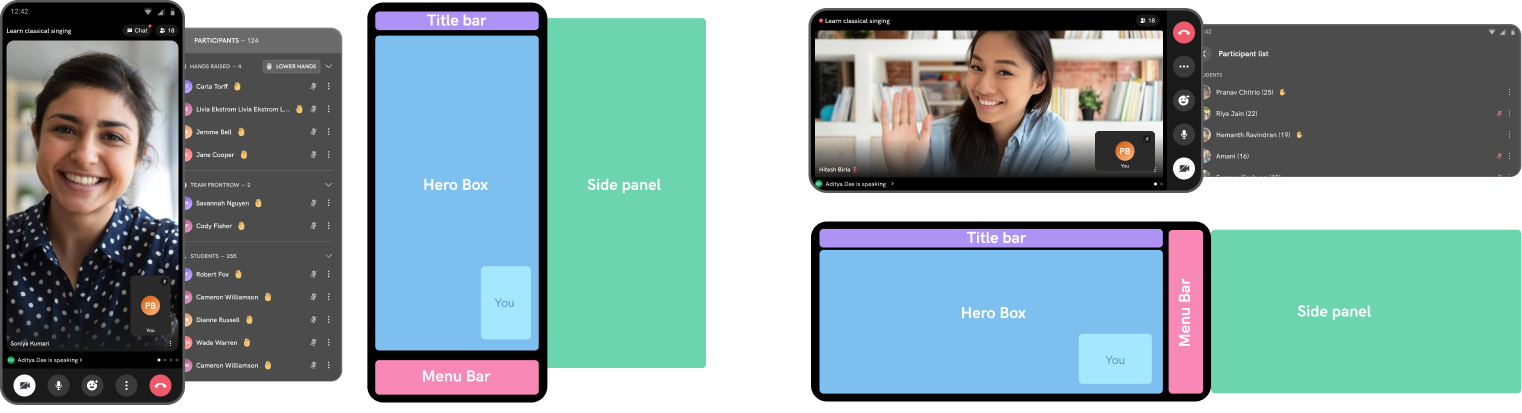 12:42
Learn classical singing
Chat
18
PB
You
Soniya Kumari
Aditya Das is speaking
PARTICIPANTS – 124
HANDS RAISED – 4
LOWER HANDS
Carla Torff
Livia Ekstrom Livia Ekstrom L...
Jerome Bell
Jane Cooper
TEAM FRONTROW – 2
Savannah Nguyen
Cody Fisher
STUDENTS – 255
Robert Fox
Cameron Williamson
Dianne Russell
Wade Warren
Cameron Williamson
Title bar
Hero Box
You
Menu Bar
Side panel
Learn classical singing
18
PB
You
Hitesh Birla
Aditya Das is speaking
:42
Participant list
Pranav Chitrio (25)
Riya Jain (22)
Hemanth Ravindran (19)
Amani (16)
Title bar
Hero Box
You
Menu Bar
Side panel